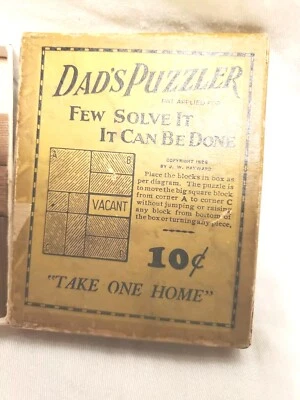 DAD'S PUZZLER
PAT. APPLIED FOR
FEW SOLVE IT
IT CAN BE DONE
A
B
VACANT
C
COPYRIGHT 1926
BY J. W. HAYWARD
Place the blocks in box as
per diagram. The puzzle is
to move the big square block
from corner A to corner C
without jumping or raising
any block from bottom of
the box or turning any piece.
10¢
"TAKE ONE HOME"